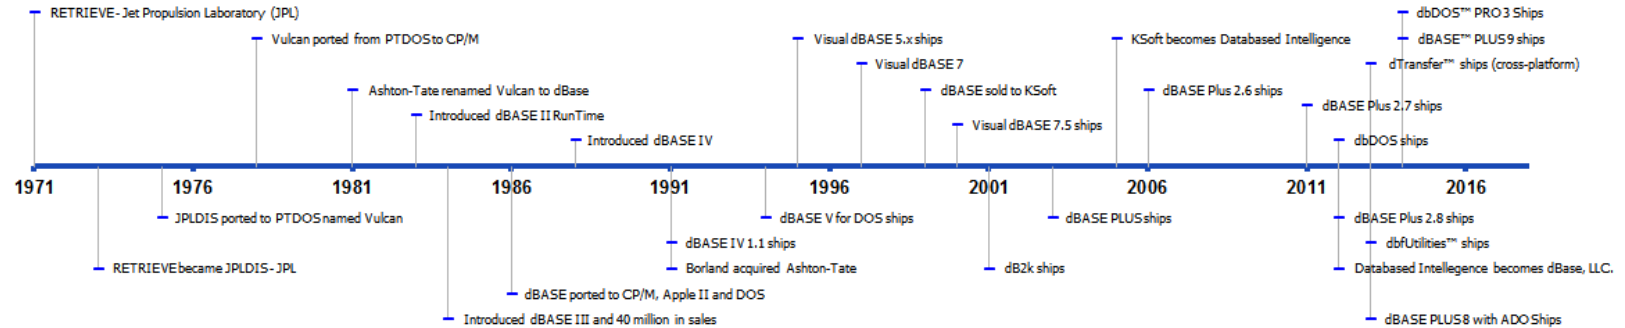 RETRIEVE - Jet Propulsion Laboratory (JPL)
dbDOS™ PRO 3 Ships
Vulcan ported from PTDOS to CP/M
Visual dBASE 5.x ships
KSoft becomes Databased Intelligence
dBASE™ PLUS 9 ships
Visual dBASE 7
dTransfer™ ships (cross-platform)
Ashton-Tate renamed Vulcan to dBase
dBASE sold to KSoft
dBASE Plus 2.6 ships
dBASE Plus 2.7 ships
Introduced dBASE II RunTime
Visual dBASE 7.5 ships
Introduced dBASE IV
dbDOS ships
1971 1976 1981 1986 1991 1996 2001 2006 2011 2016
JPLDIS ported to PTDOS named Vulcan
dBASE V for DOS ships
dBASE PLUS ships
dBASE Plus 2.8 ships
dBASE IV 1.1 ships
dbfUtilities™ ships
RETRIEVE became JPLDIS - JPL
Borland acquired Ashton-Tate
dB2k ships
Databased Intellegence becomes dBase, LLC.
dBASE ported to CP/M, Apple II and DOS
Introduced dBASE III and 40 million in sales
dBASE PLUS 8 with ADO Ships